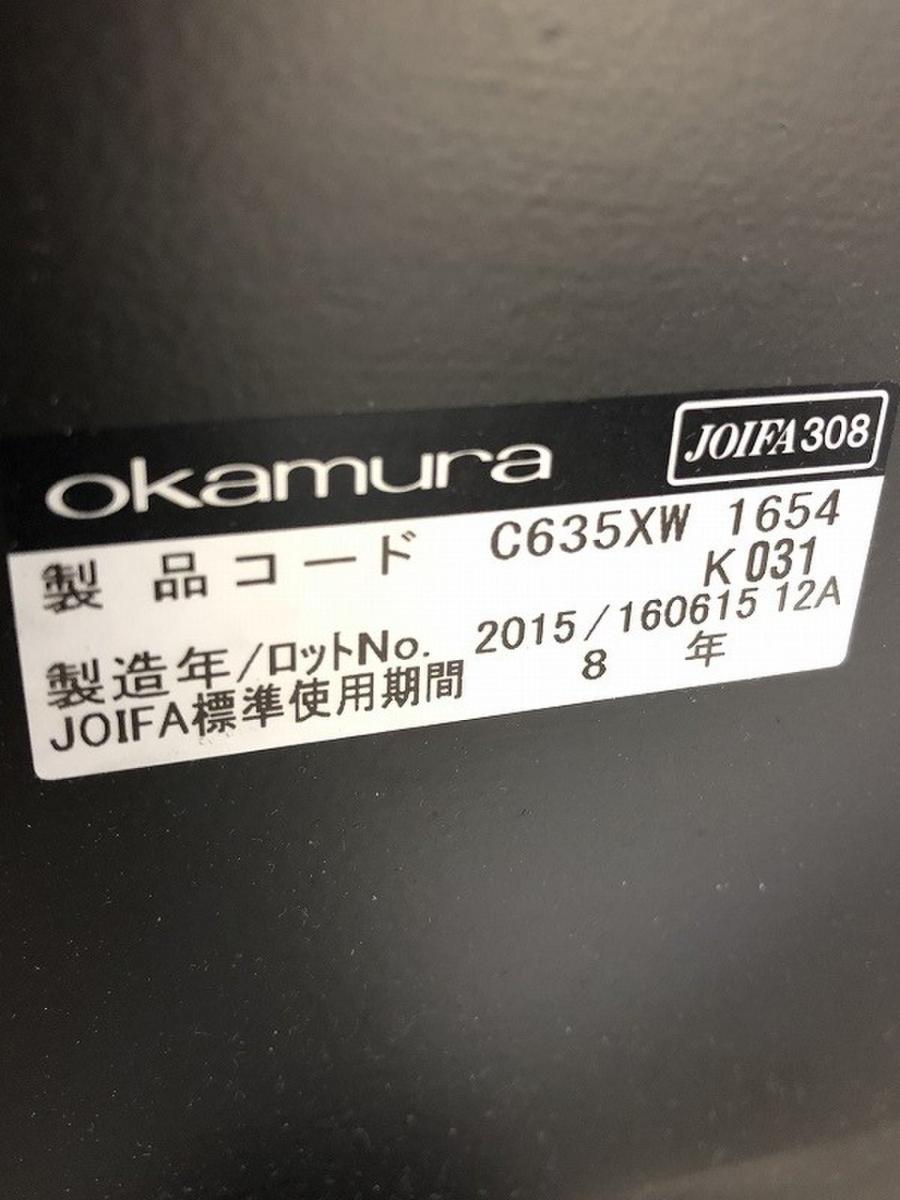 okamura JOIFA308
製品コード C635XW 1654
K 031
製造年/ロットNo. 2015/160615 12A
JOIFA標準使用期間 8 年